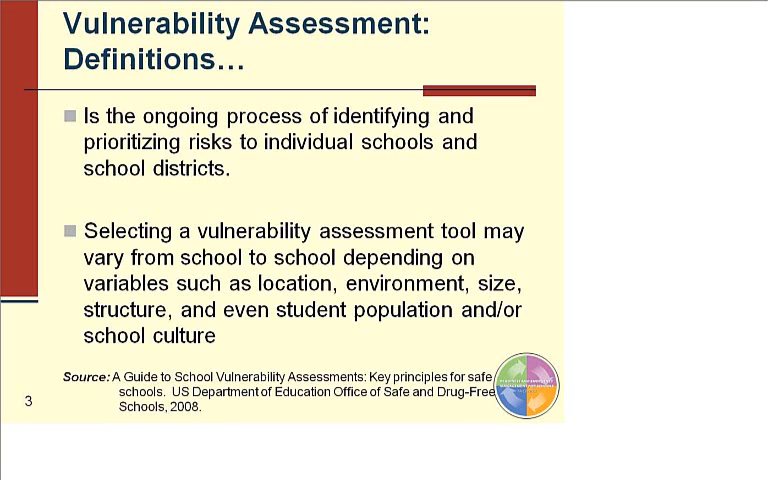 Vulnerability Assessment:
Definitions…
Is the ongoing process of identifying and
prioritizing risks to individual schools and
school districts.
Selecting a vulnerability assessment tool may
vary from school to school depending on
variables such as location, environment, size,
structure, and even student population and/or
school culture
Source: A Guide to School Vulnerability Assessments: Key principles for safe
schools. US Department of Education Office of Safe and Drug-Free
Schools, 2008.
3